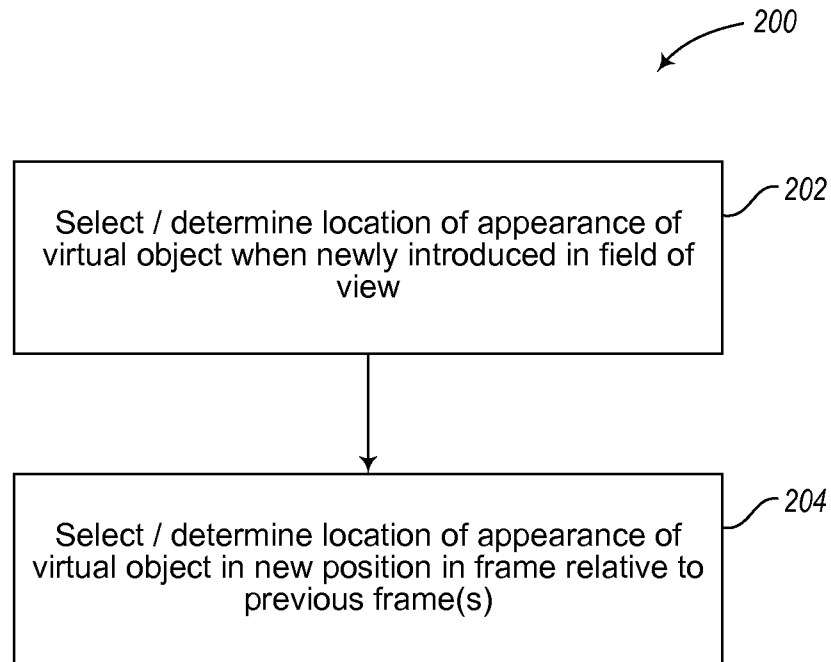 200
202
Select / determine location of appearance of
virtual object when newly introduced in field of
view
204
Select / determine location of appearance of
virtual object in new position in frame relative to
previous frame(s)